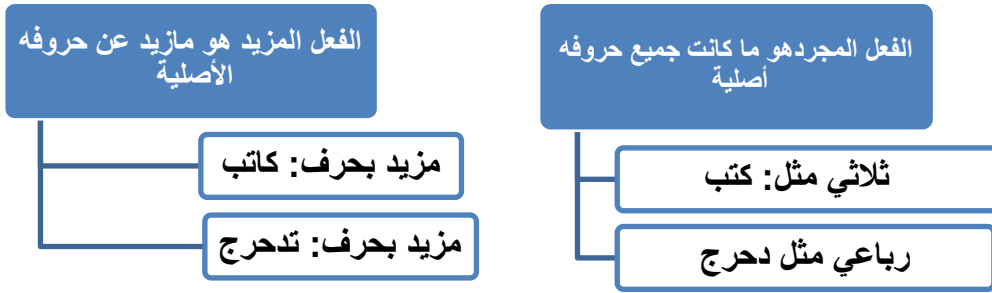 الفعل المجردهو ما كانت جميع حروفه
أصلية
ثلاثي مثل: كتب
رباعي مثل دحرج
الفعل المزيد هو مازيد عن حروفه
الأصلية
مزيد بحرف: كاتب
مزيد بحرف: تدحرج